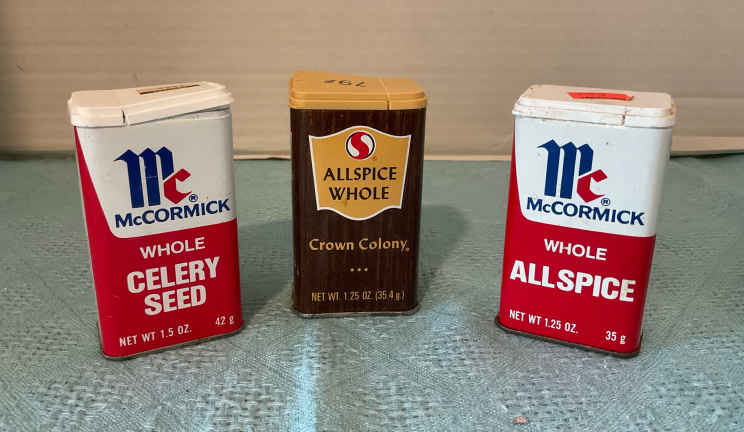 Mc
McCORMICK®
WHOLE
CELERY
SEED
NET WT 1.5 OZ. 42 g
79¢
S®
ALLSPICE
WHOLE
Crown Colony®
NET WT. 1.25 OZ. (35.4 g)
Mc
McCORMICK®
WHOLE
ALLSPICE
NET WT 1.25 OZ. 35 g